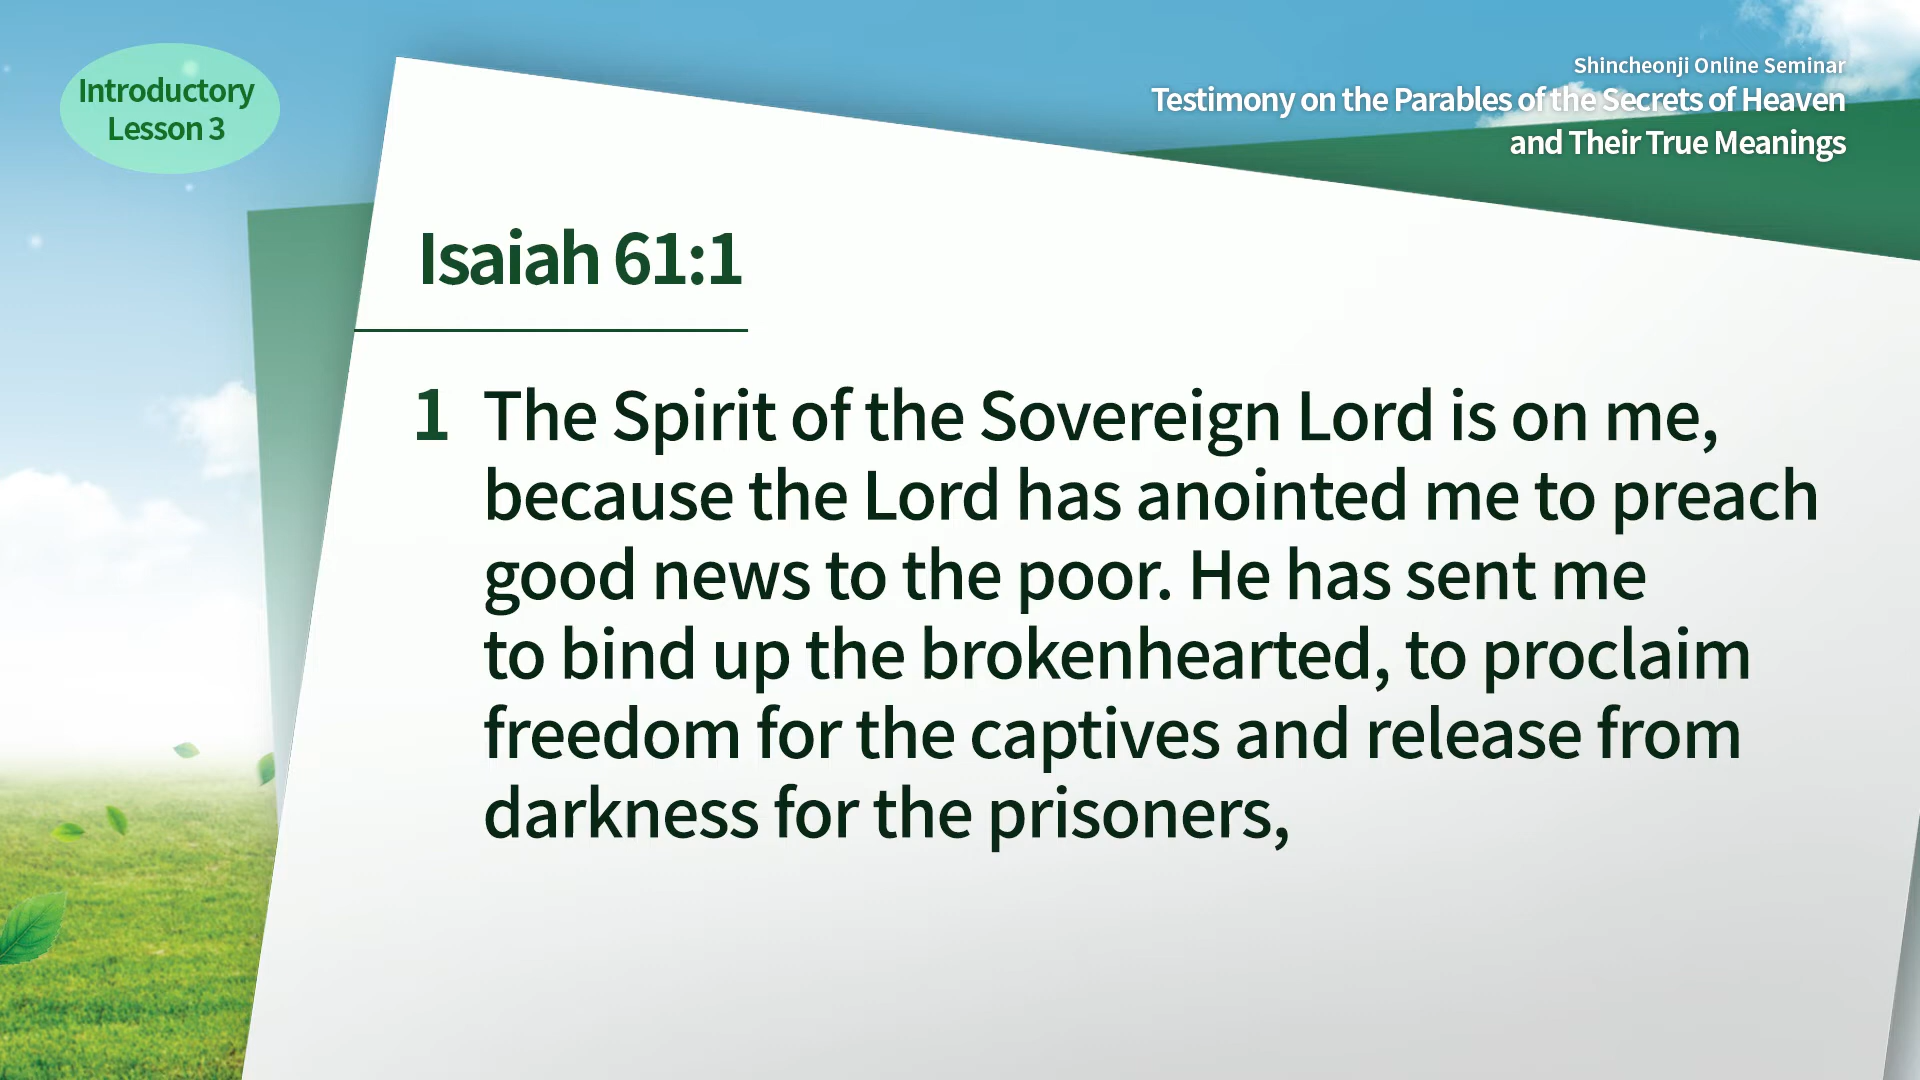 Introductory
Lesson 3
Shincheonji Online Seminar
Testimony on the Parables of the Secrets of Heaven
and Their True Meanings
Isaiah 61:1
1 The Spirit of the Sovereign Lord is on me,
because the Lord has anointed me to preach
good news to the poor. He has sent me
to bind up the brokenhearted, to proclaim
freedom for the captives and release from
darkness for the prisoners,